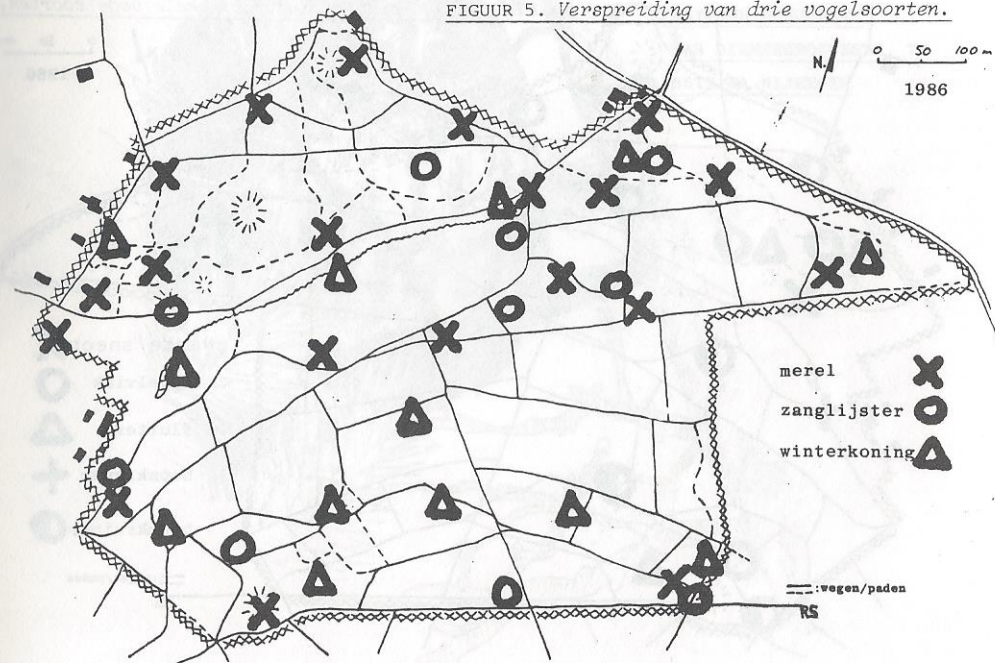 FIGUUR 5. Verspreiding van drie vogelsoorten.
N.
0 50 100 m
1986
merel
zanglijster
winterkoning
=:wegen/paden
RS